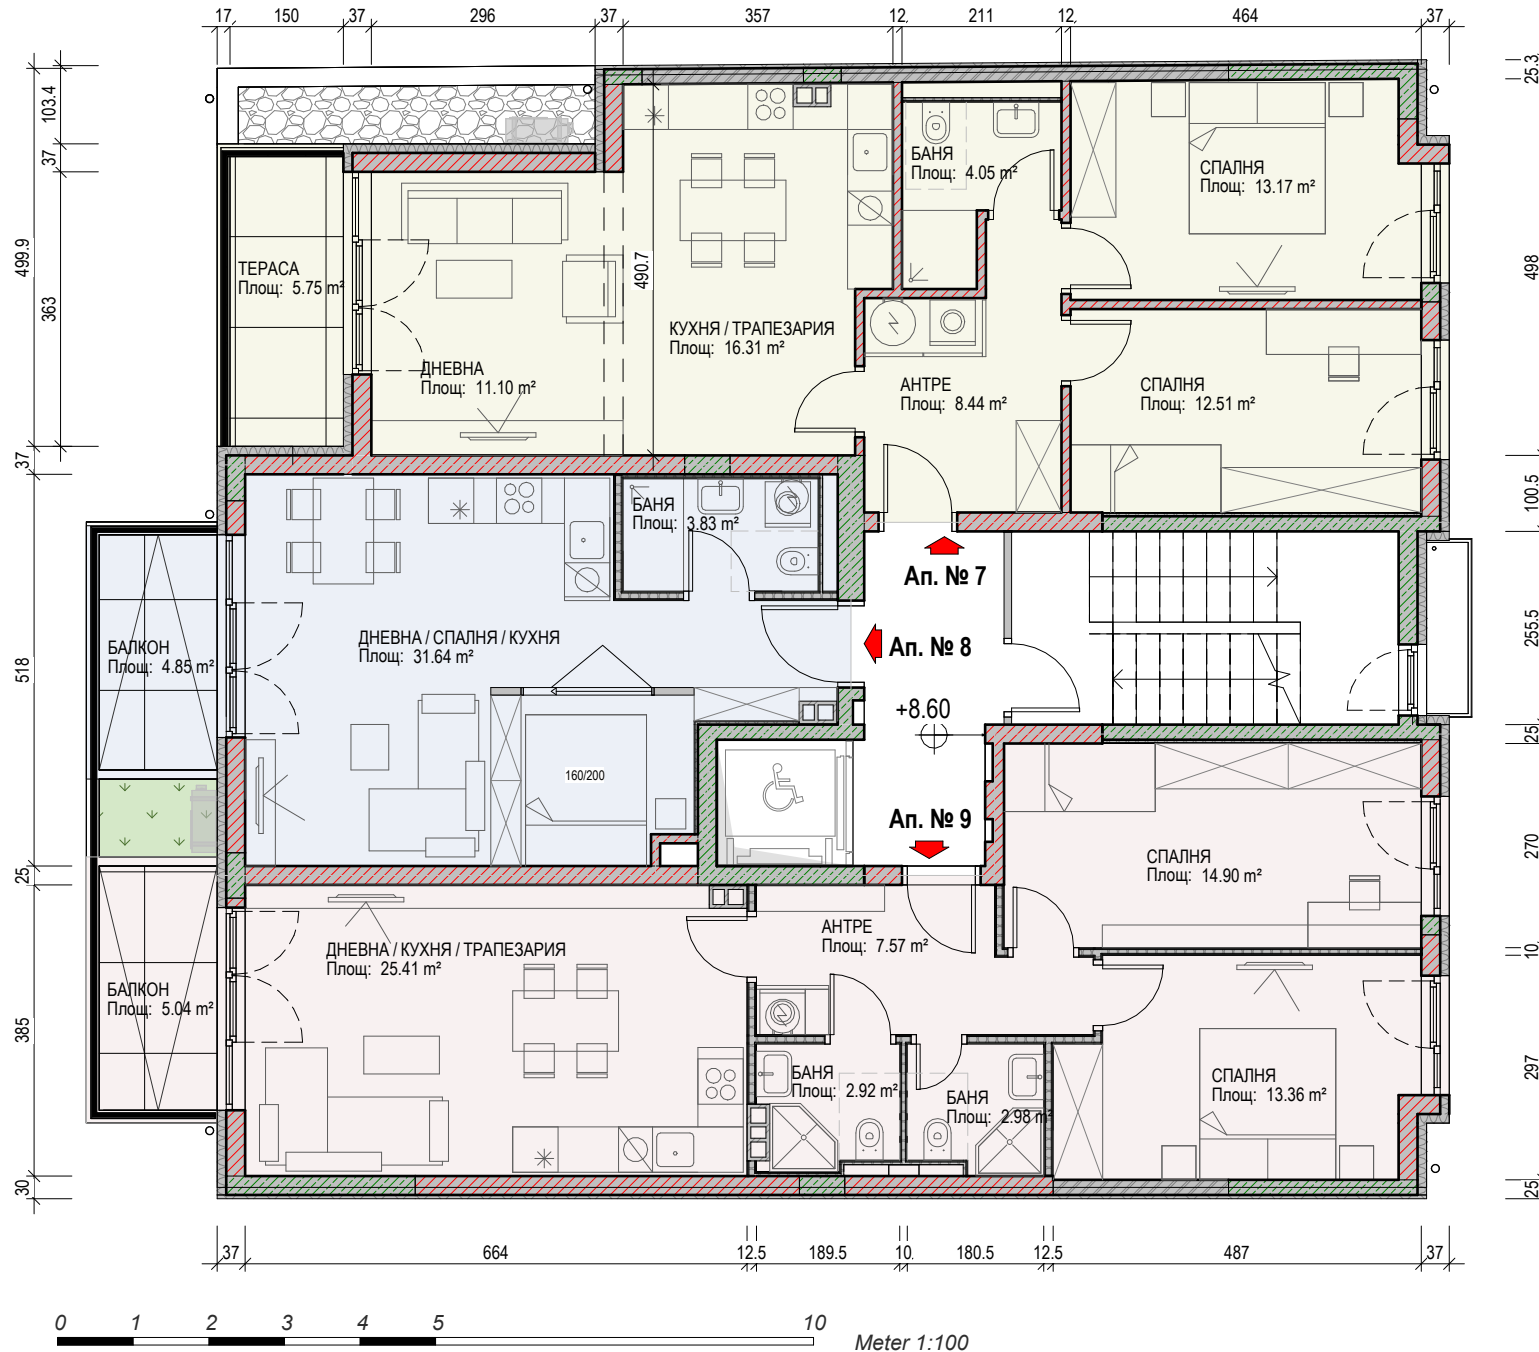 17 150 37 296 37 357 12. 211 12. 464 37
103.4
37
499.9
363
37
518
25
385
30
25.3
498
100.5
255.5
25.
270
10.
297
25.
БАНЯ
Площ: 4.05 m²
СПАЛНЯ
Площ: 13.17 m²
ТЕРАСА
Площ: 5.75 m²
490.7
КУХНЯ / ТРАПЕЗАРИЯ
Площ: 16.31 m²
ДНЕВНА
Площ: 11.10 m²
АНТРЕ
Площ: 8.44 m²
СПАЛНЯ
Площ: 12.51 m²
БАНЯ
Площ: 3.83 m²
Ап. № 7
ДНЕВНА / СПАЛНЯ / КУХНЯ
Площ: 31.64 m²
БАЛКОН
Площ: 4.85 m²
Ап. № 8
+8.60
160/200
Ап. № 9
СПАЛНЯ
Площ: 14.90 m²
АНТРЕ
Площ: 7.57 m²
ДНЕВНА / КУХНЯ / ТРАПЕЗАРИЯ
Площ: 25.41 m²
БАЛКОН
Площ: 5.04 m²
БАНЯ
Площ: 2.92 m²
БАНЯ
Площ: 2.98 m²
СПАЛНЯ
Площ: 13.36 m²
37 664 12.5 189.5 10. 180.5 12.5 487 37
0 1 2 3 4 5 10
Meter 1:100